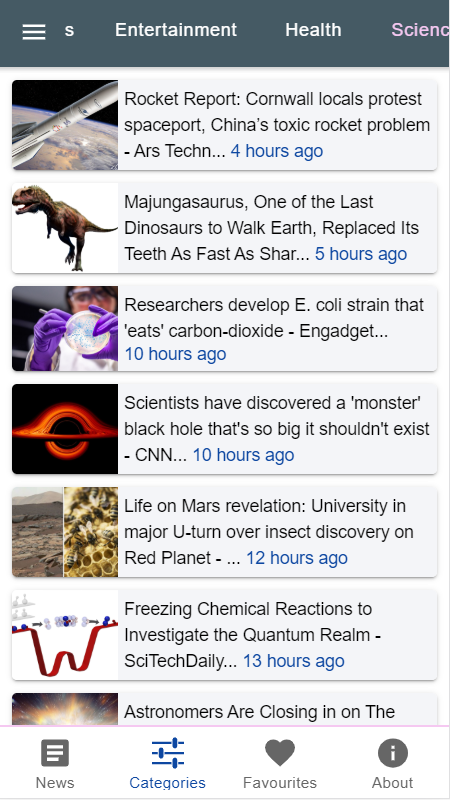 s Entertainment Health Scienc
Rocket Report: Cornwall locals protest
spaceport, China’s toxic rocket problem
- Ars Techn... 4 hours ago
Majungasaurus, One of the Last
Dinosaurs to Walk Earth, Replaced Its
Teeth As Fast As Shar... 5 hours ago
Researchers develop E. coli strain that
'eats' carbon-dioxide - Engadget...
10 hours ago
Scientists have discovered a 'monster'
black hole that's so big it shouldn't exist
- CNN... 10 hours ago
Life on Mars revelation: University in
major U-turn over insect discovery on
Red Planet - ... 12 hours ago
Freezing Chemical Reactions to
Investigate the Quantum Realm -
SciTechDaily... 13 hours ago
Astronomers Are Closing in on The
News Categories Favourites About